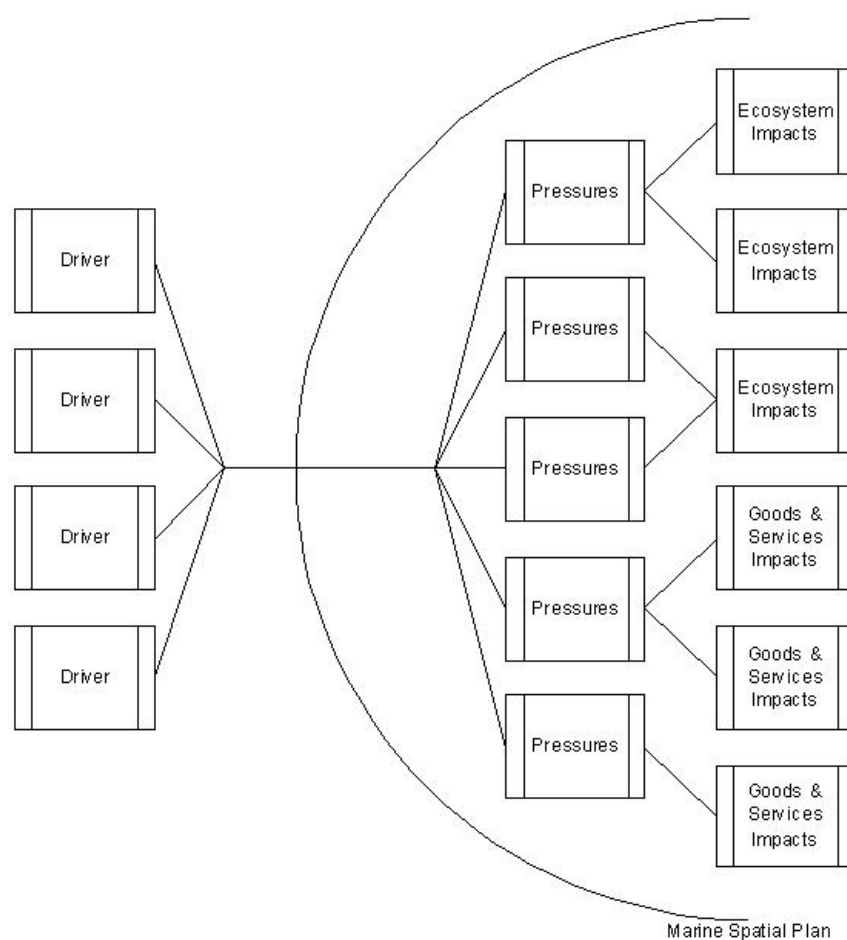 Driver
Driver
Driver
Driver
Pressures
Pressures
Pressures
Pressures
Pressures
Ecosystem
Impacts
Ecosystem
Impacts
Ecosystem
Impacts
Goods &
Services
Impacts
Goods &
Services
Impacts
Goods &
Services
Impacts
Marine Spatial Plan